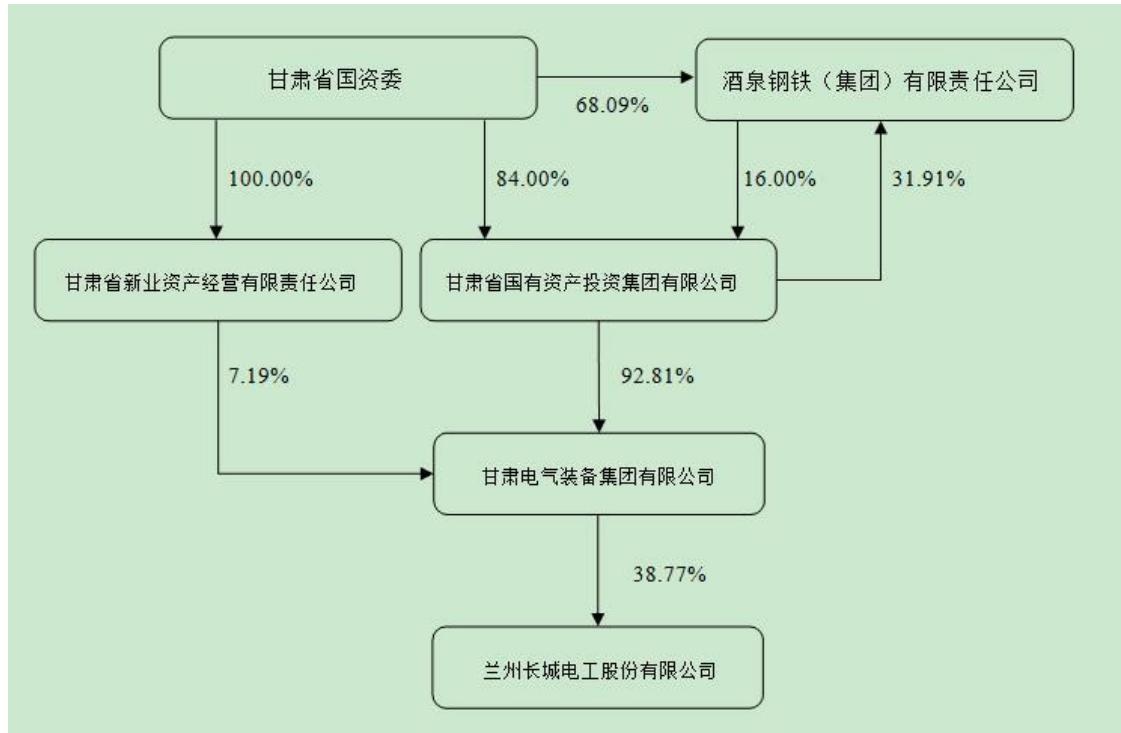 甘肃省国资委
酒泉钢铁（集团）有限责任公司
68.09%
100.00%
84.00%
16.00%
31.91%
甘肃省新业资产经营有限责任公司
甘肃省国有资产投资集团有限公司
7.19%
92.81%
甘肃电气装备集团有限公司
38.77%
兰州长城电工股份有限公司